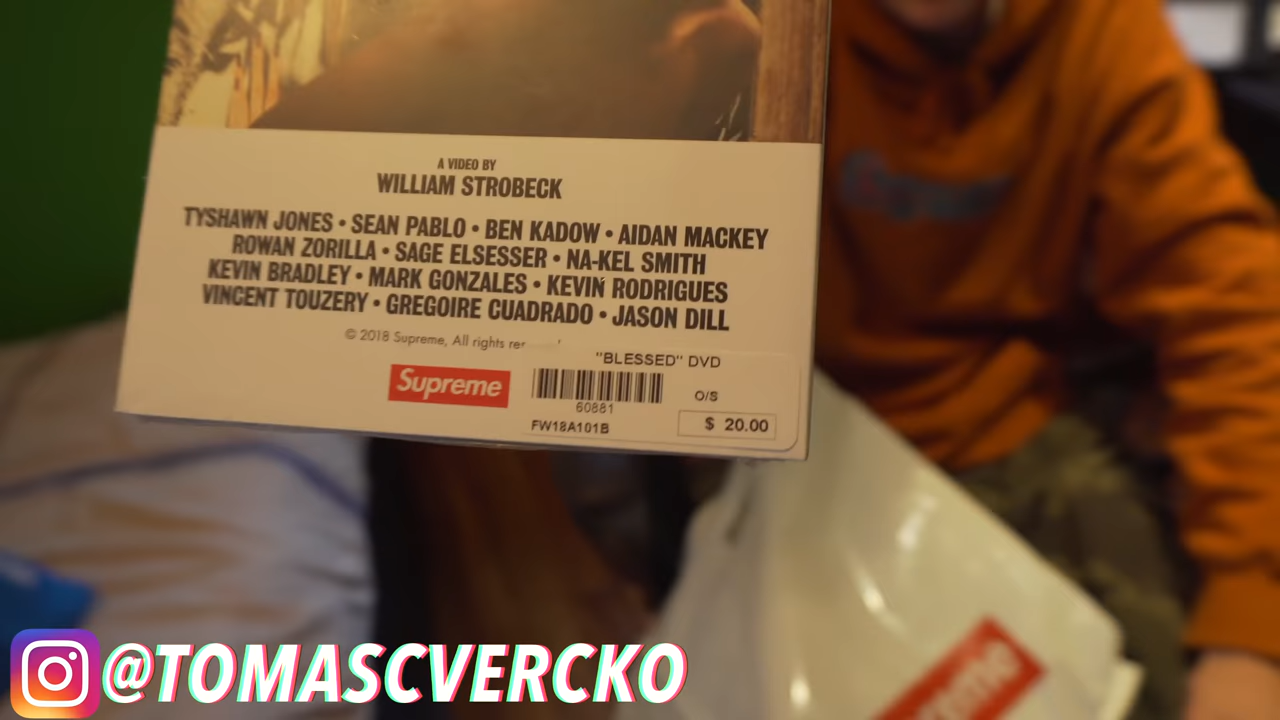 A VIDEO BY
WILLIAM STROBECK
TYSHAWN JONES • SEAN PABLO • BEN KADOW • AIDAN MACKEY
ROWAN ZORILLA • SAGE ELSESSER • NA-KEL SMITH
KEVIN BRADLEY • MARK GONZALES • KEVIN RODRIGUES
VINCENT TOUZERY • GREGOIRE CUADRADO • JASON DILL
© 2018 Supreme, All rights
"BLESSED" DVD
Supreme
60881
O/S
FW18A101B
$ 20.00
@TOMASCVERCKO